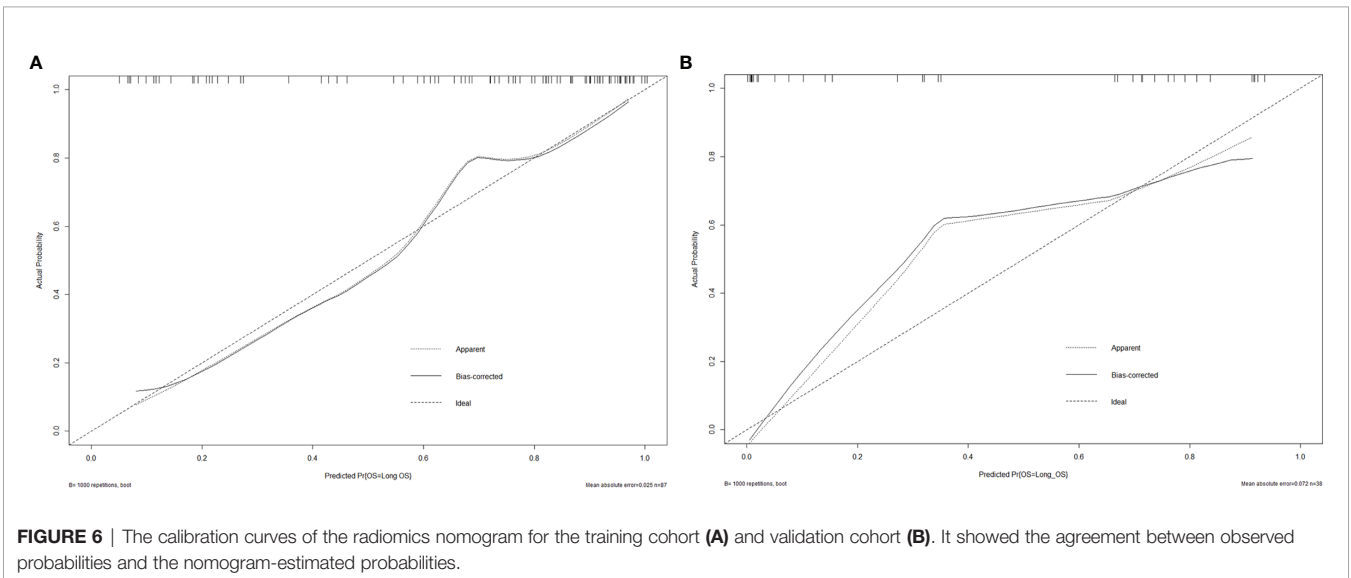 A
Actual Probability
0.0
0.2
0.4
0.6
0.8
1.0
Apparent
Bias-corrected
Ideal
0.0 0.2 0.4 0.6 0.8 1.0
Predicted Pr{OS=Long OS}
B= 1000 repetitions, boot
Mean absolute error=0.025 n=87
B
Actual Probability
0.0
0.2
0.4
0.6
0.8
1.0
Apparent
Bias-corrected
Ideal
0.0 0.2 0.4 0.6 0.8 1.0
Predicted Pr{OS=Long_OS}
B= 1000 repetitions, boot
Mean absolute error=0.072 n=38
FIGURE 6 | The calibration curves of the radiomics nomogram for the training cohort (A) and validation cohort (B). It showed the agreement between observed
probabilities and the nomogram-estimated probabilities.